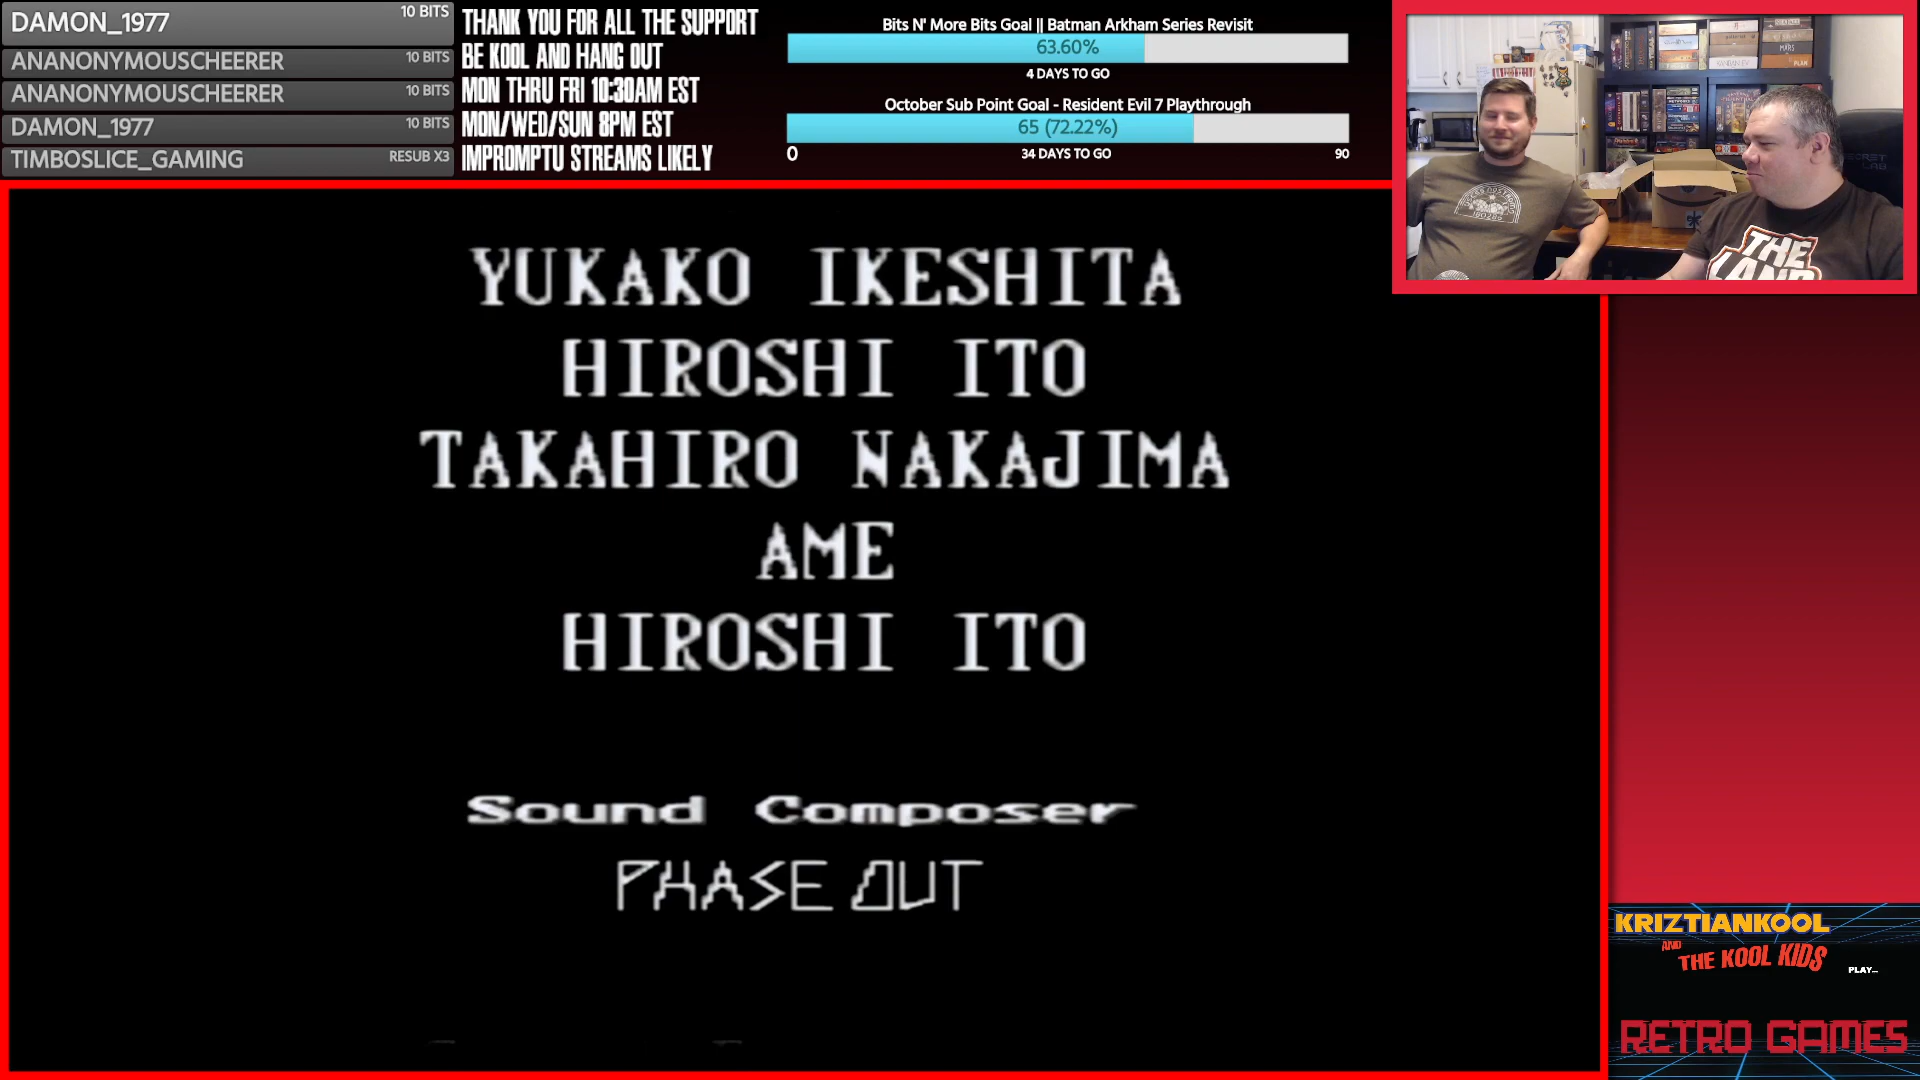 DAMON_1977 10 BITS
ANANONYMOUSCHEERER 10 BITS
ANANONYMOUSCHEERER 10 BITS
DAMON_1977 10 BITS
TIMBOSLICE_GAMING RESUB X3
THANK YOU FOR ALL THE SUPPORT
BE KOOL AND HANG OUT
MON THRU FRI 10:30AM EST
MON/WED/SUN 8PM EST
IMPROMPTU STREAMS LIKELY
Bits N' More Bits Goal || Batman Arkham Series Revisit
63.60%
4 DAYS TO GO
October Sub Point Goal - Resident Evil 7 Playthrough
65 (72.22%)
0 34 DAYS TO GO 90
THE
LAND
YUKAKO IKESHITA
HIROSHI ITO
TAKAHIRO NAKAJIMA
AME
HIROSHI ITO
Sound Composer
PHASE OUT
KRIZTIANKOOL
AND
THE KOOL KIDS
PLAY...
RETRO GAMES